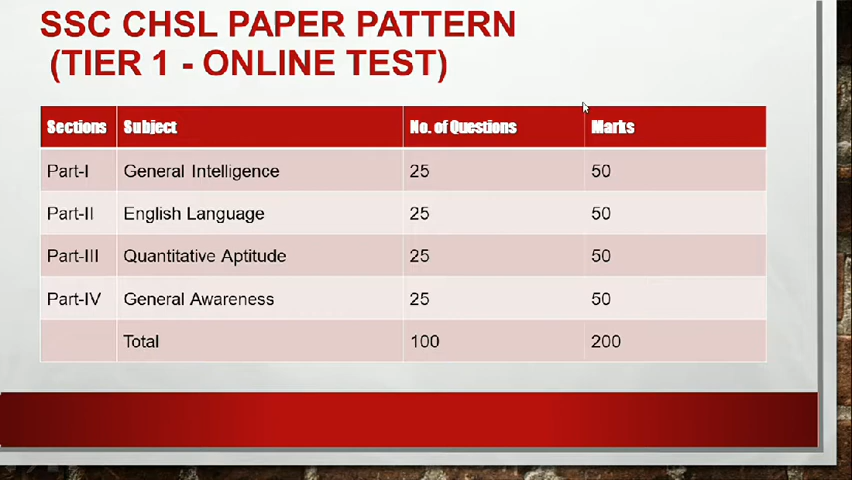 SSC CHSL PAPER PATTERN
(TIER 1 - ONLINE TEST)
Sections Subject No. of Questions Marks
Part-I General Intelligence 25 50
Part-II English Language 25 50
Part-III Quantitative Aptitude 25 50
Part-IV General Awareness 25 50
Total 100 200